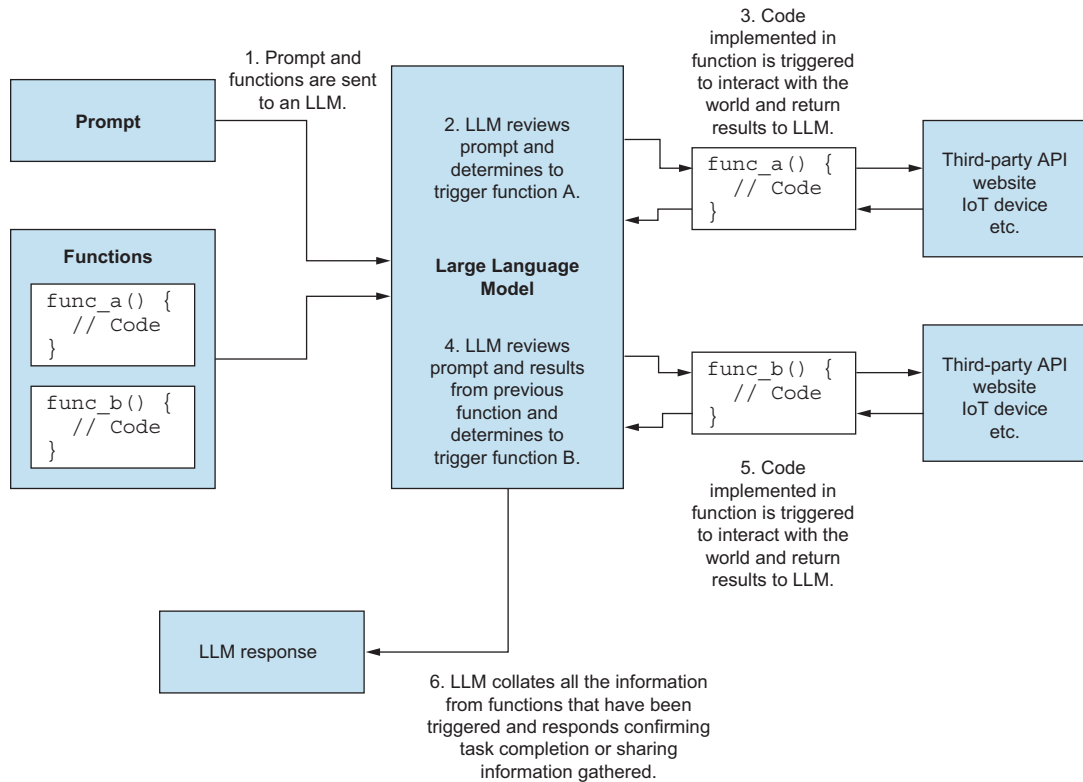 1. Prompt and
functions are sent
to an LLM.
Prompt
Functions
func_a() {
// Code
}
func_b() {
// Code
}
2. LLM reviews
prompt and
determines to
trigger function A.
Large Language
Model
4. LLM reviews
prompt and results
from previous
function and
determines to
trigger function B.
3. Code
implemented in
function is triggered
to interact with the
world and return
results to LLM.
func_a() {
// Code
}
Third-party API
website
IoT device
etc.
func_b() {
// Code
}
Third-party API
website
IoT device
etc.
5. Code
implemented in
function is triggered
to interact with the
world and return
results to LLM.
LLM response
6. LLM collates all the information
from functions that have been
triggered and responds confirming
task completion or sharing
information gathered.